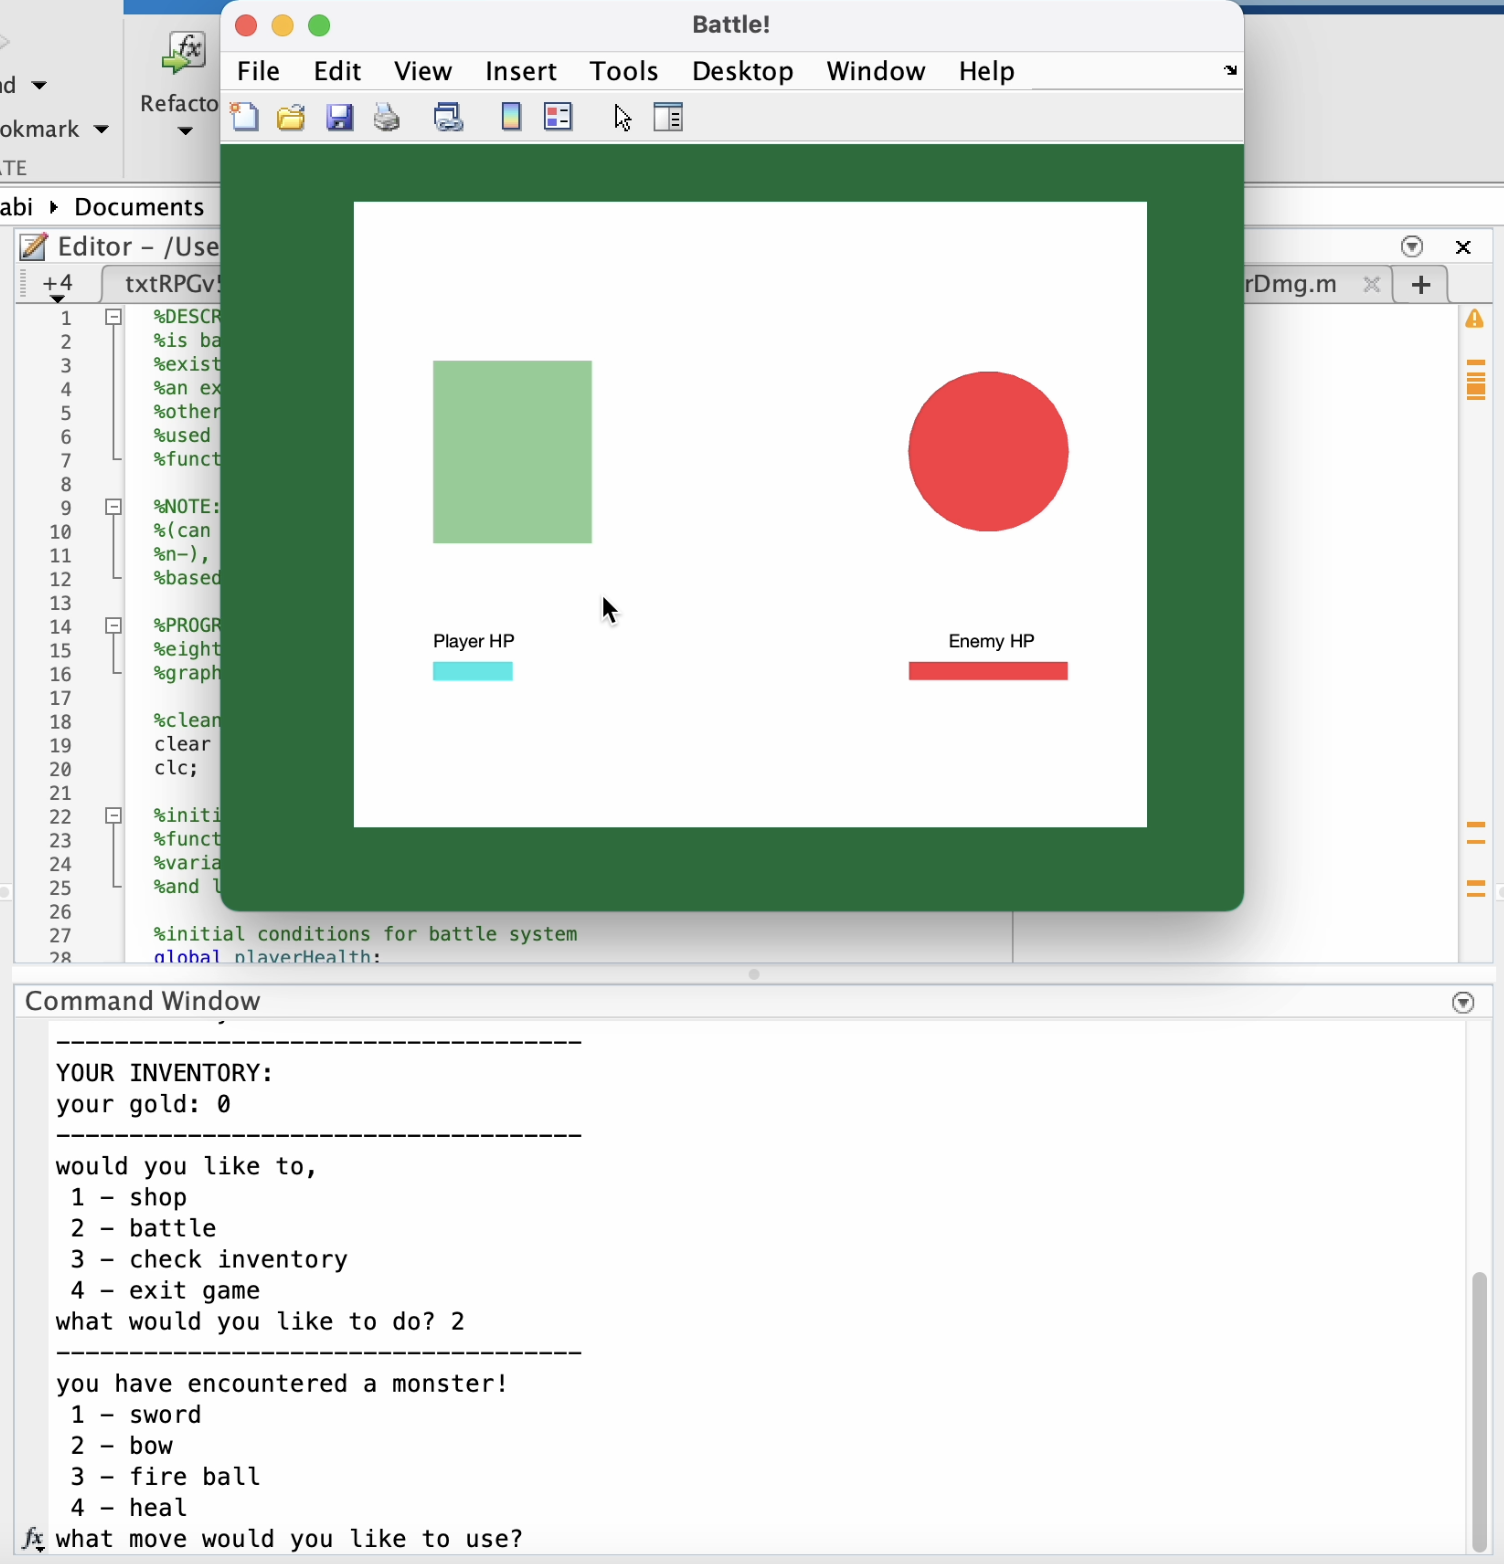 Battle!
File Edit View Insert Tools Desktop Window Help
Refacto
okmark
abi Documents
Editor – /Use
+4 txtRPGv rDmg.m +
1 %DESCR
2 %is ba
3 %exist
4 %an ex
5 %other
6 %used
7 %funct
8
9 %NOTE:
10 %(can
11 %n-),
12 %based
13
14 %PROGR
15 %eight
16 %graph
17
18 %clean
19 clear
20 clc;
21
22 %initi
23 %funct
24 %varia
25 %and l
26
27 %initial conditions for battle system
28 global playerHealth;
Player HP
Enemy HP
Command Window
YOUR INVENTORY:
your gold: 0
would you like to,
1 – shop
2 – battle
3 – check inventory
4 – exit game
what would you like to do? 2
you have encountered a monster!
1 – sword
2 – bow
3 – fire ball
4 – heal
fx what move would you like to use?